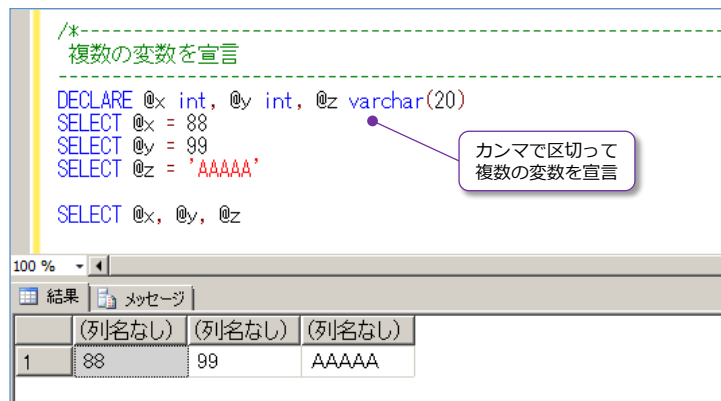 /*------------------------------------------------------------------------
複数の変数を宣言
------------------------------------------------------------------------
DECLARE @x int, @y int, @z varchar(20)
SELECT @x = 88
SELECT @y = 99
SELECT @z = 'AAAAA'
カンマで区切って
複数の変数を宣言
SELECT @x, @y, @z
100 %
結果 メッセージ
(列名なし) (列名なし) (列名なし)
1 88 99 AAAAA